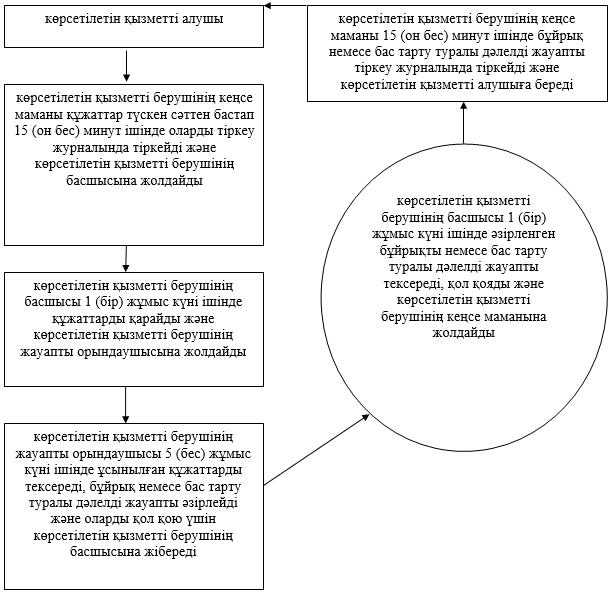 көрсетілетін қызметті алушы
көрсетілетін қызметті берушінің кеңсе
маманы құжаттар түскен сәттен бастап
15 (он бес) минут ішінде оларды тіркеу
журналында тіркейді және
көрсетілетін қызметті берушінің
басшысына жолдайды
көрсетілетін қызметті берушінің
басшысы 1 (бір) жұмыс күні ішінде
құжаттарды қарайды және
көрсетілетін қызметті берушінің
жауапты орындаушысына жолдайды
көрсетілетін қызметті берушінің
жауапты орындаушысы 5 (бес) жұмыс
күні ішінде ұсынылған құжаттарды
тексереді, бұйрық немесе бас тарту
туралы дәлелді жауапты әзірлейді
және оларды қол қою үшін
көрсетілетін қызметті берушінің
басшысына жібереді
көрсетілетін қызметті
берушінің басшысы 1 (бір)
жұмыс күні ішінде әзірленген
бұйрықты немесе бас тарту
туралы дәлелді жауапты
тексереді, қол қояды және
көрсетілетін қызметті
берушінің кеңсе маманына
жолдайды
көрсетілетін қызметті берушінің кеңсе
маманы 15 (он бес) минут ішінде бұйрық
немесе бас тарту туралы дәлелді жауапты
тіркеу журналында тіркейді және
көрсетілетін қызметті алушыға береді